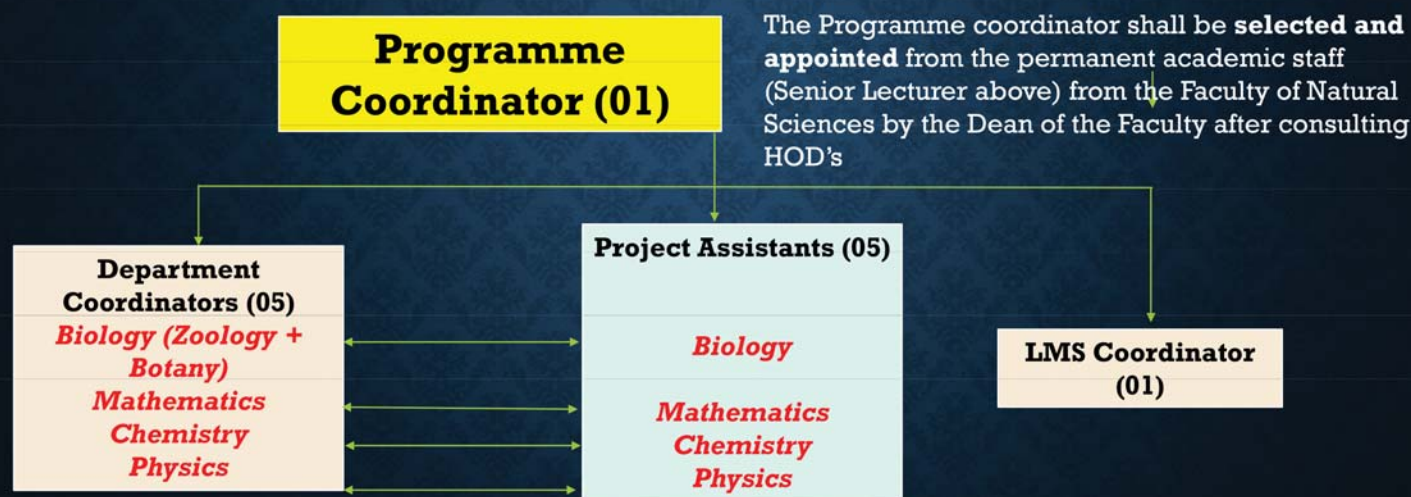 Programme
Coordinator (01)
The Programme coordinator shall be selected and
appointed from the permanent academic staff
(Senior Lecturer above) from the Faculty of Natural
Sciences by the Dean of the Faculty after consulting
HOD's
Department
Coordinators (05)
Biology (Zoology +
Botany)
Mathematics
Chemistry
Physics
Project Assistants (05)
Biology
Mathematics
Chemistry
Physics
LMS Coordinator
(01)